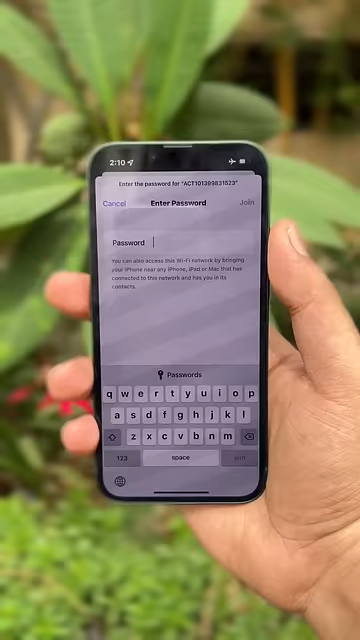 2:10
Enter the password for "ACT101399831523"
Cancel Enter Password Join
Password
You can also access this Wi-Fi network by bringing
your iPhone near any iPhone, iPad or Mac that has
connected to this network and has you in its
contacts.
Passwords
q w e r t y u i o p
a s d f g h j k l
z x c v b n m
123 space join